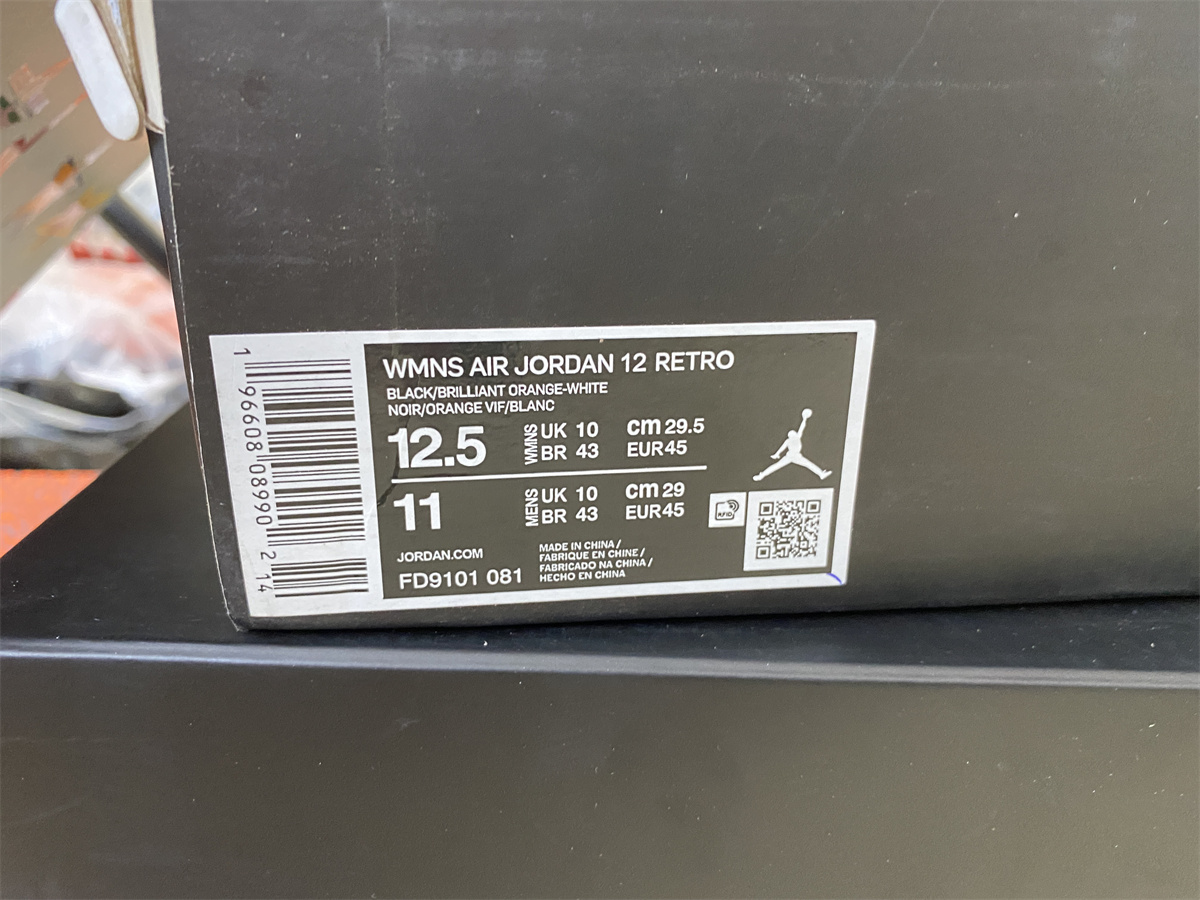 WMNS AIR JORDAN 12 RETRO
BLACK/BRILLIANT ORANGE-WHITE
NOIR/ORANGE VIF/BLANC
12.5 WMNS UK 10 cm 29.5
BR 43 EUR45
11 MENS UK 10 cm 29
BR 43 EUR45
JORDAN.COM
FD9101 081
MADE IN CHINA /
FABRIQUE EN CHINE /
FABRICADO NA CHINA /
HECHO EN CHINA
RFID
1 96608 08990 2 14